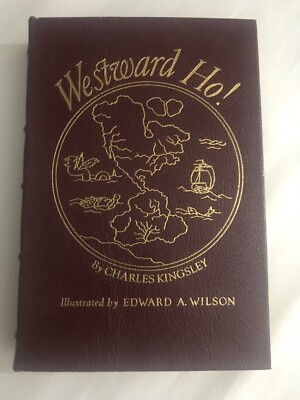 Westward Ho!
By CHARLES KINGSLEY
Illustrated by EDWARD A. WILSON